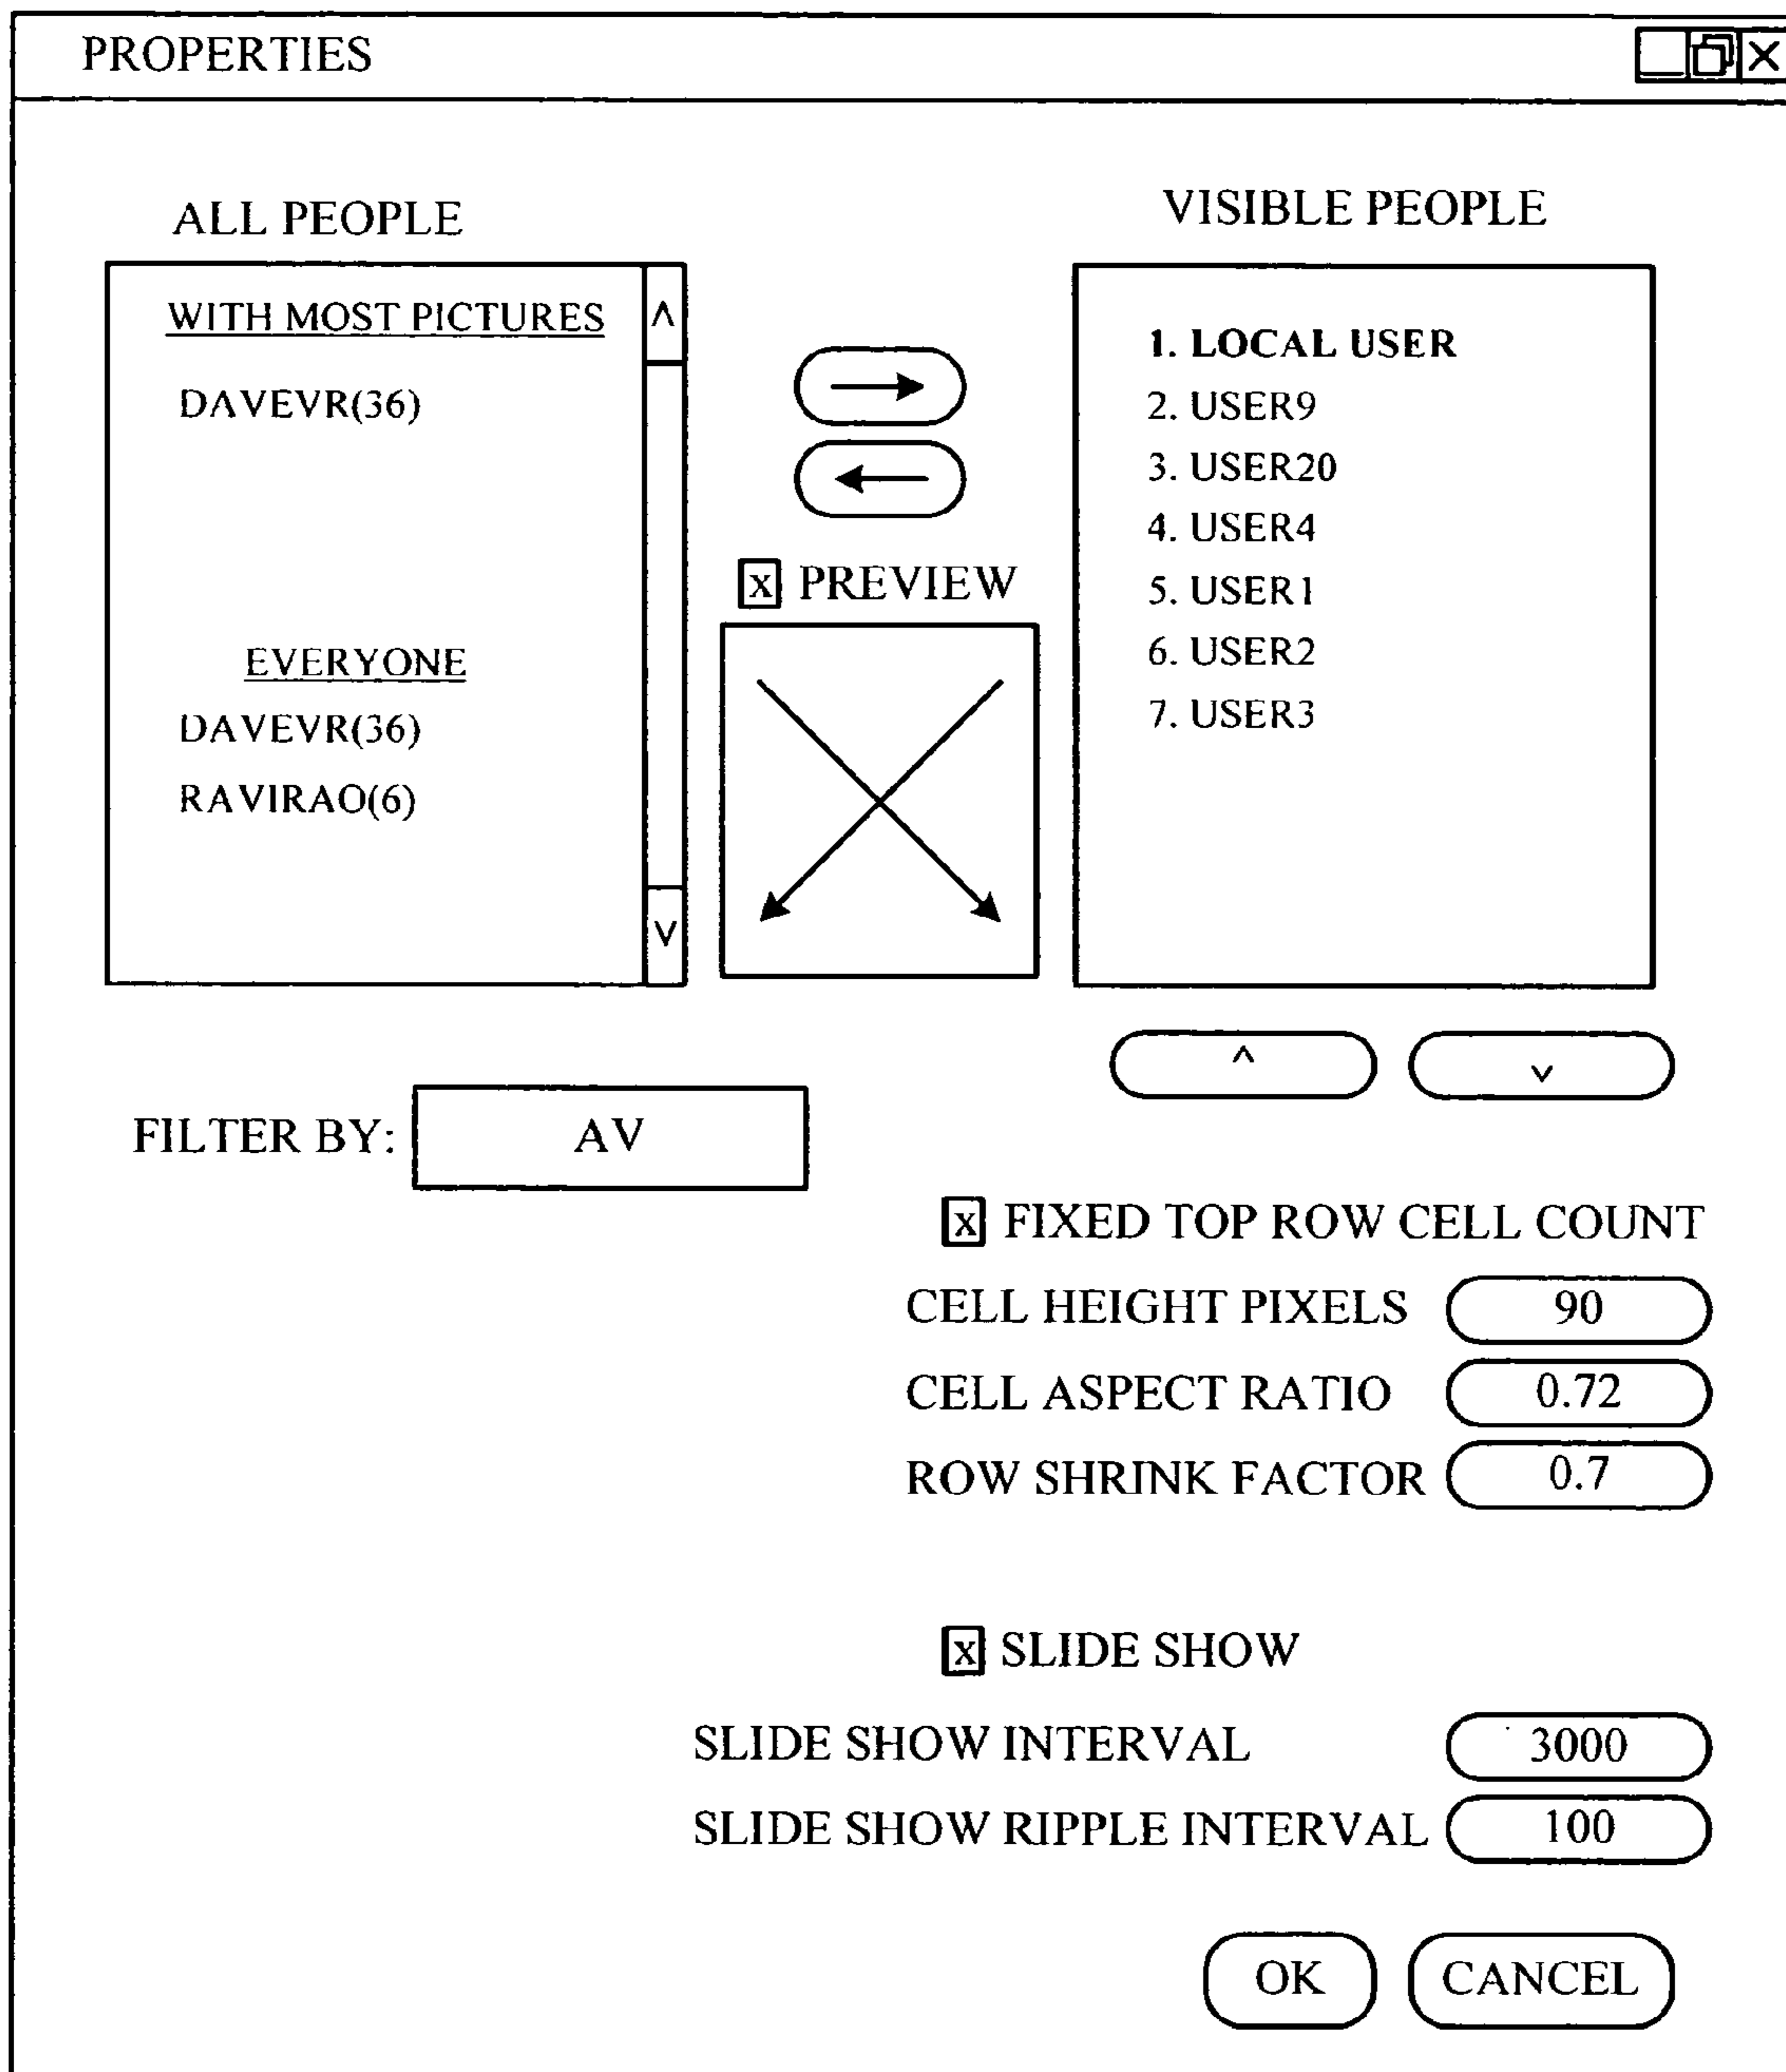 PROPERTIES
ALL PEOPLE
WITH MOST PICTURES
DAVEVR(36)
EVERYONE
DAVEVR(36)
RAVIRAO(6)
X PREVIEW
VISIBLE PEOPLE
1. LOCAL USER
2. USER9
3. USER20
4. USER4
5. USER1
6. USER2
7. USER3
FILTER BY: AV
X FIXED TOP ROW CELL COUNT
CELL HEIGHT PIXELS 90
CELL ASPECT RATIO 0.72
ROW SHRINK FACTOR 0.7
X SLIDE SHOW
SLIDE SHOW INTERVAL 3000
SLIDE SHOW RIPPLE INTERVAL 100
OK CANCEL